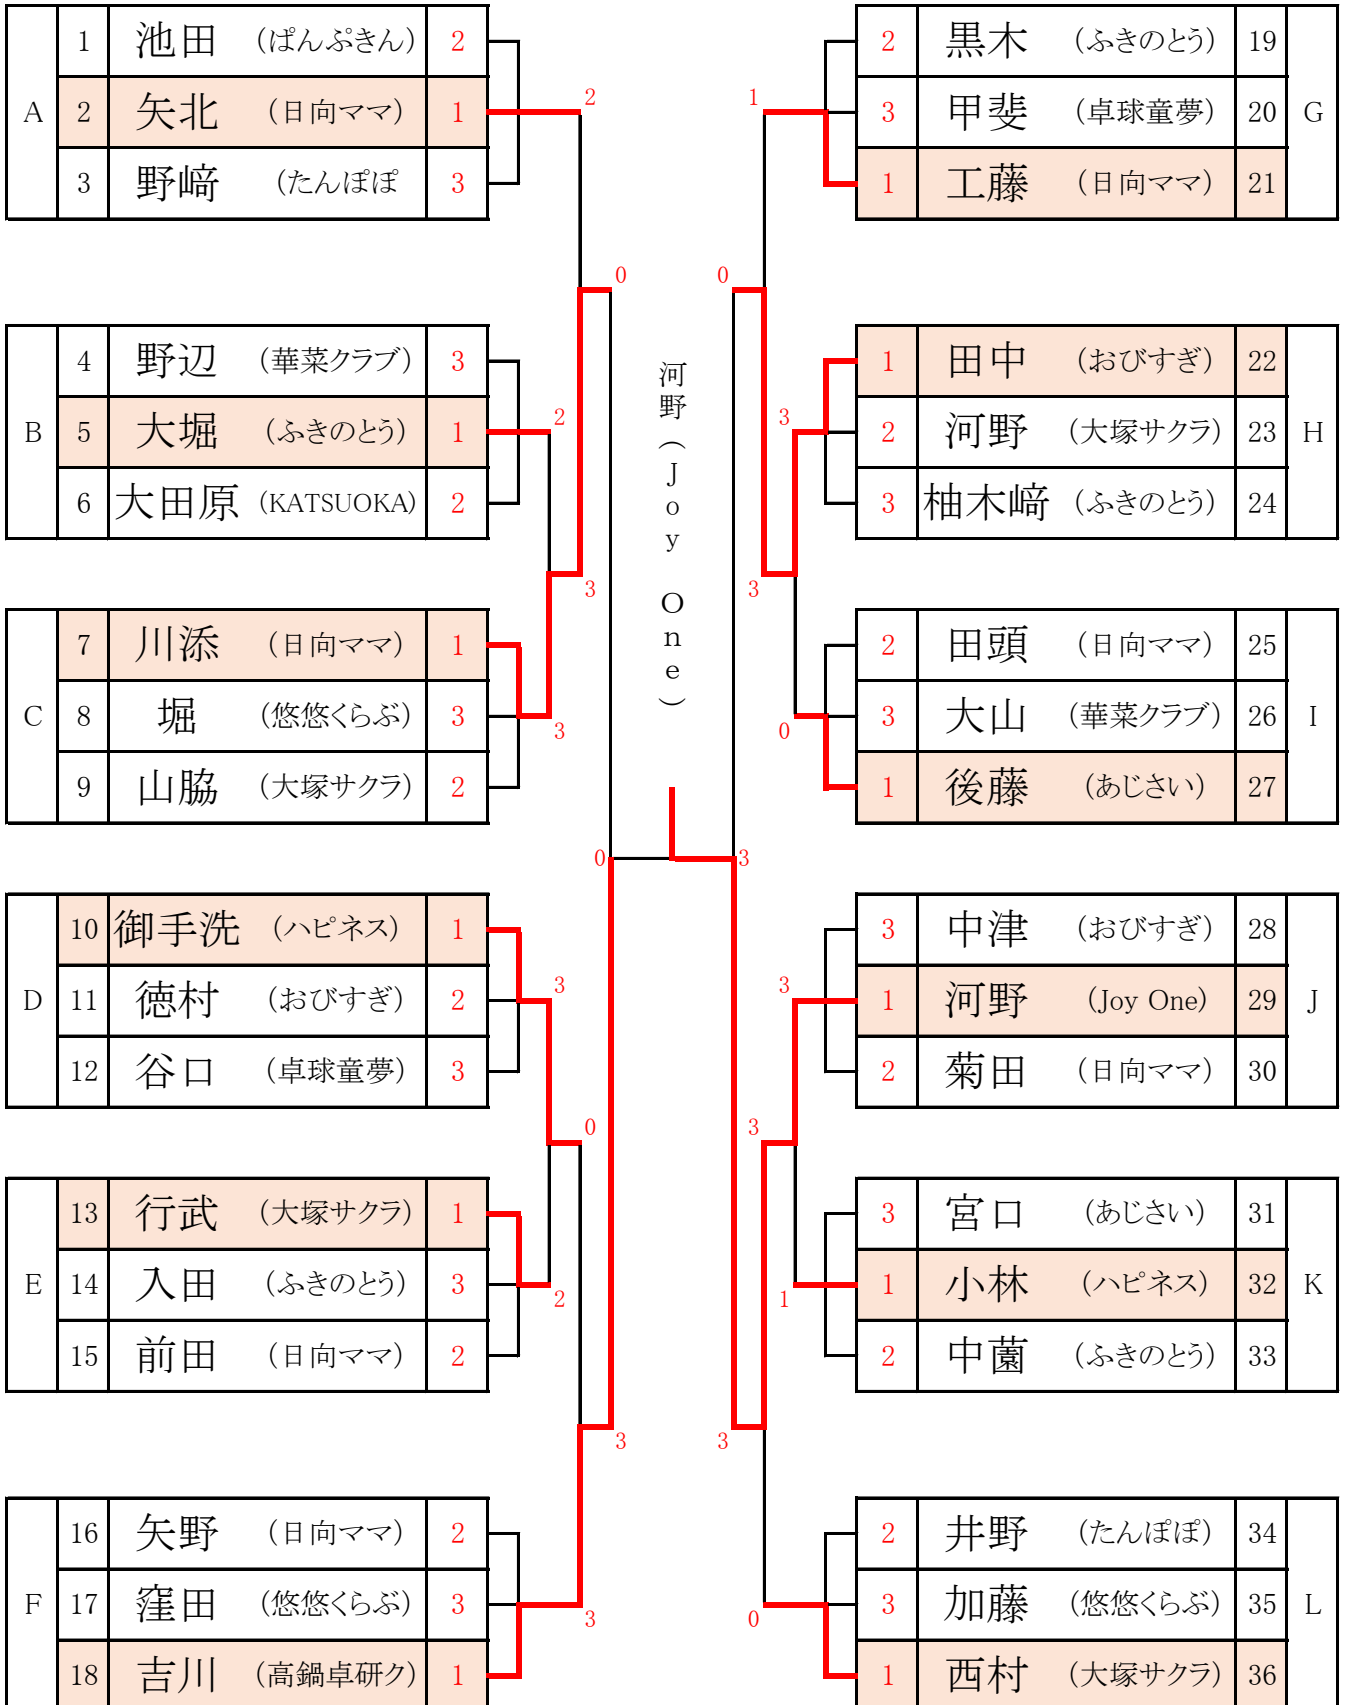 A
1 池田 (ぱんぷきん) 2
2 矢北 (日向ママ) 1
3 野﨑 (たんぽぽ 3
2
B
4 野辺 (華菜クラブ) 3
5 大堀 (ふきのとう) 1
6 大田原 (KATSUOKA) 2
2
0
C
7 川添 (日向ママ) 1
8 堀 (悠悠くらぶ) 3
9 山脇 (大塚サクラ) 2
3
3
0
D
10 御手洗 (ハピネス) 1
11 徳村 (おびすぎ) 2
12 谷口 (卓球童夢) 3
3
0
E
13 行武 (大塚サクラ) 1
14 入田 (ふきのとう) 3
15 前田 (日向ママ) 2
2
3
F
16 矢野 (日向ママ) 2
17 窪田 (悠悠くらぶ) 3
18 吉川 (高鍋卓研ク) 1
3
河野(Joy One)
G
2 黒木 (ふきのとう) 19
3 甲斐 (卓球童夢) 20
1 工藤 (日向ママ) 21
1
0
H
1 田中 (おびすぎ) 22
2 河野 (大塚サクラ) 23
3 柚木﨑 (ふきのとう) 24
3
3
I
2 田頭 (日向ママ) 25
3 大山 (華菜クラブ) 26
1 後藤 (あじさい) 27
0
3
J
3 中津 (おびすぎ) 28
1 河野 (Joy One) 29
2 菊田 (日向ママ) 30
3
3
K
3 宮口 (あじさい) 31
1 小林 (ハピネス) 32
2 中薗 (ふきのとう) 33
1
3
L
2 井野 (たんぽぽ) 34
3 加藤 (悠悠くらぶ) 35
1 西村 (大塚サクラ) 36
0